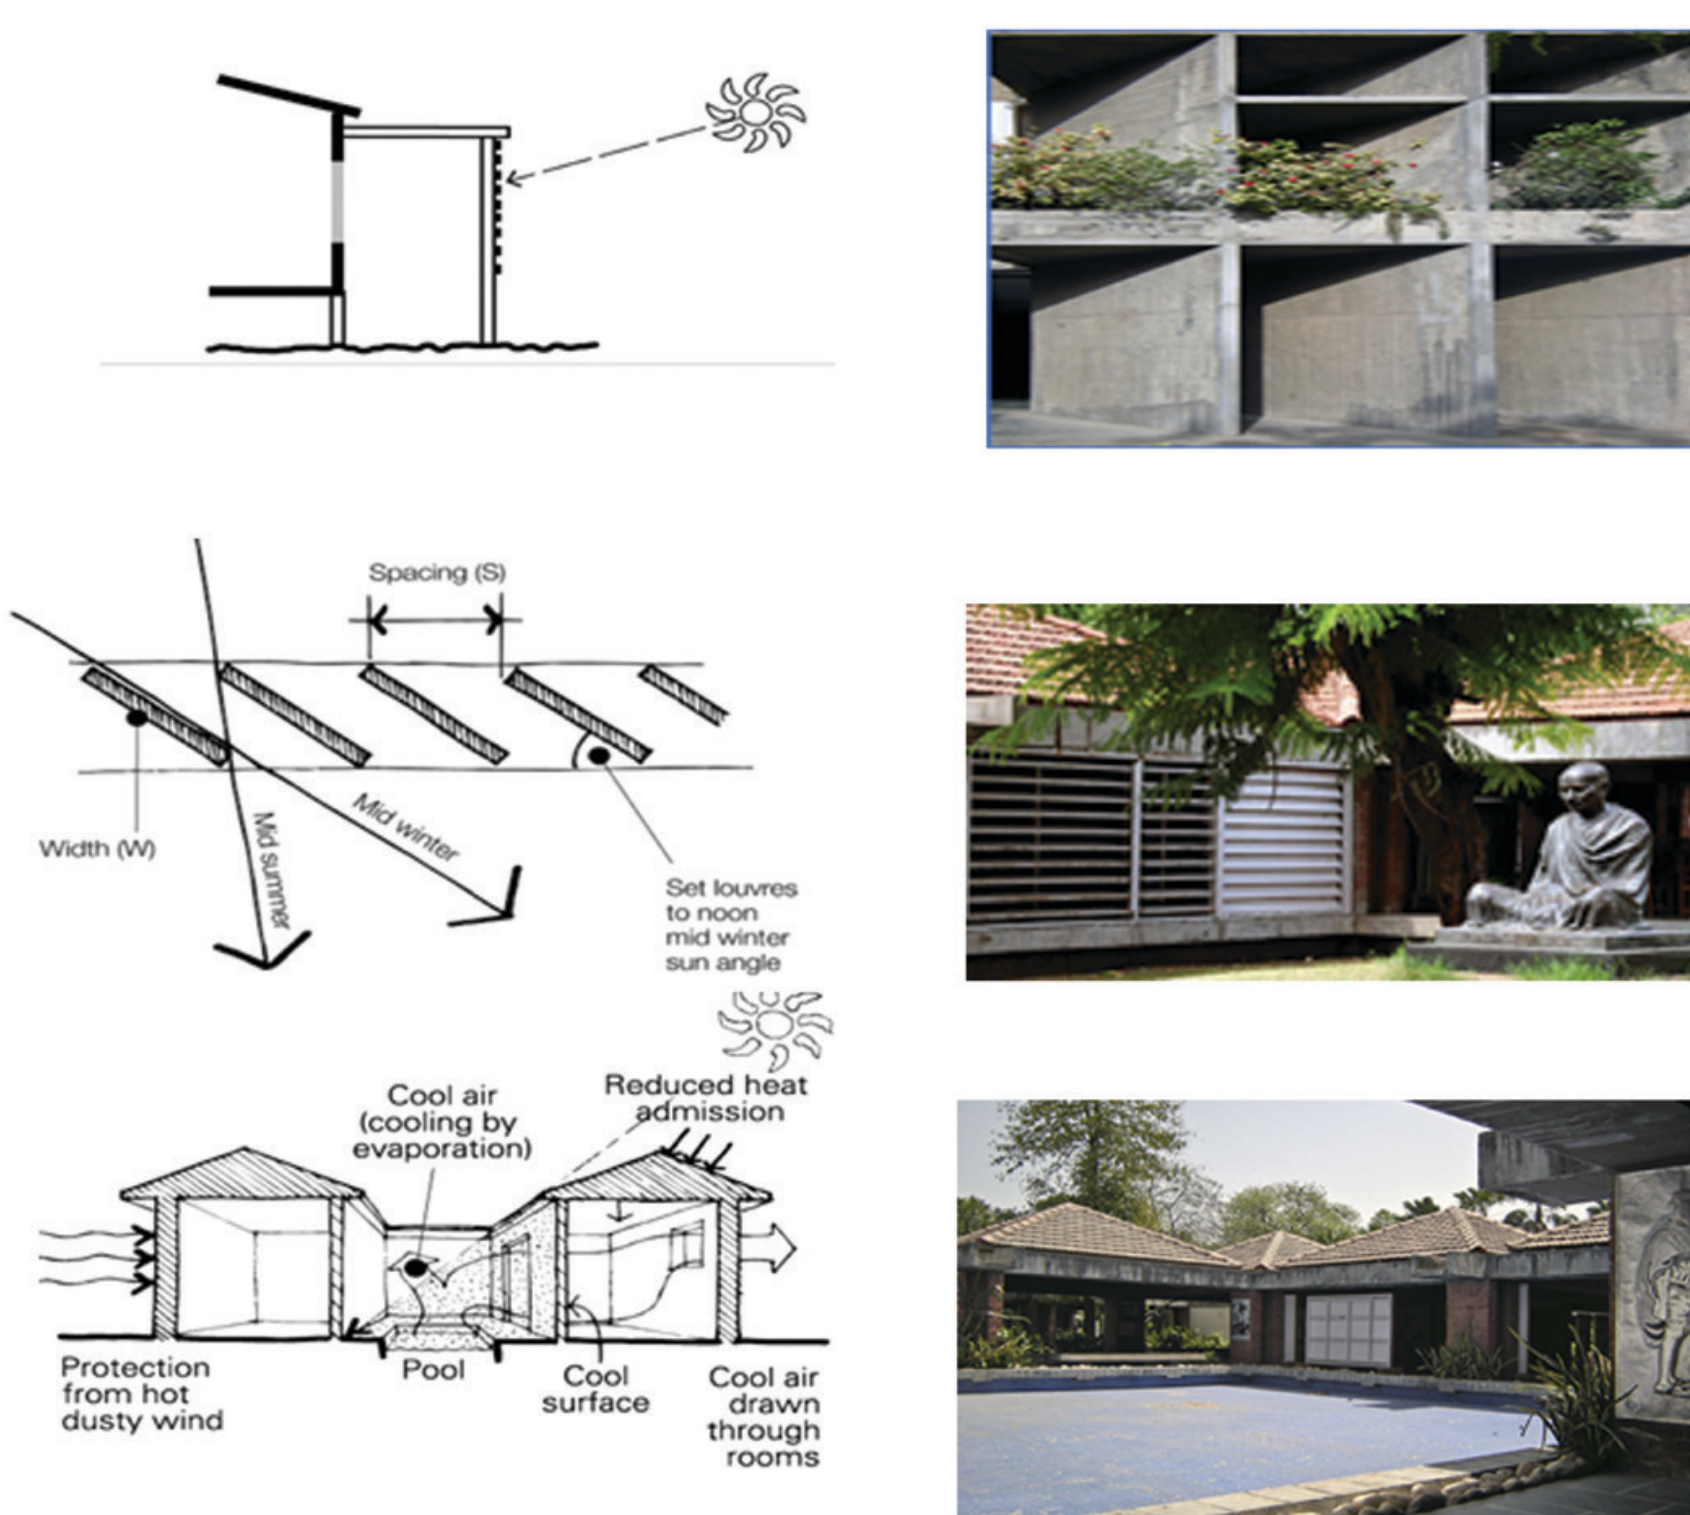 Spacing (S)
Width (W)
Mid summer
Mid winter
Set louvres
to noon
mid winter
sun angle
Cool air
(cooling by
evaporation)
Reduced heat
admission
Protection
from hot
dusty wind
Pool
Cool
surface
Cool air
drawn
through
rooms